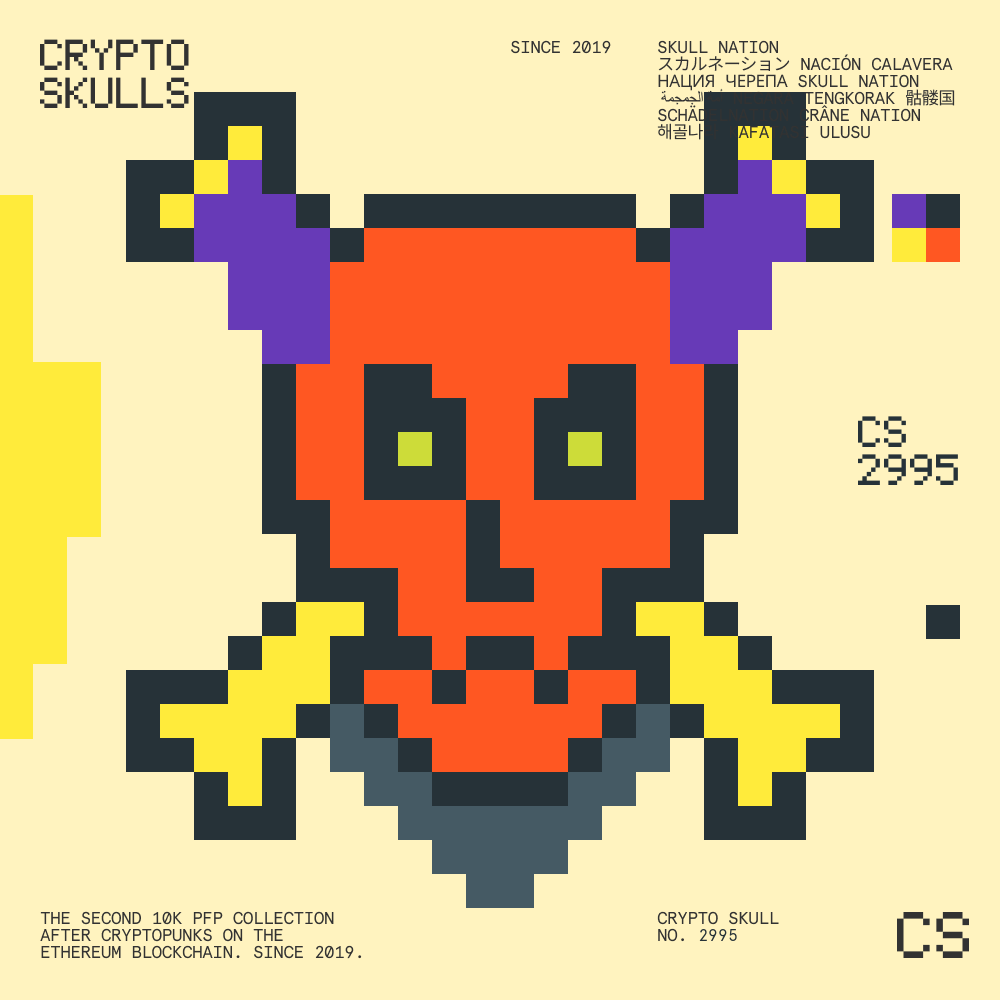 CRYPTO
SKULLS
SINCE 2019
SKULL NATION
スカルネーション NACIÓN CALAVERA
НАЦИЯ ЧЕРЕПА SKULL NATION
الجمجمة TENGKORAK 骷髅国
CRÂNE NATION
해골나 ULUSU
CS
2995
THE SECOND 10K PFP COLLECTION
AFTER CRYPTOPUNKS ON THE
ETHEREUM BLOCKCHAIN. SINCE 2019.
CRYPTO SKULL
NO. 2995
CS